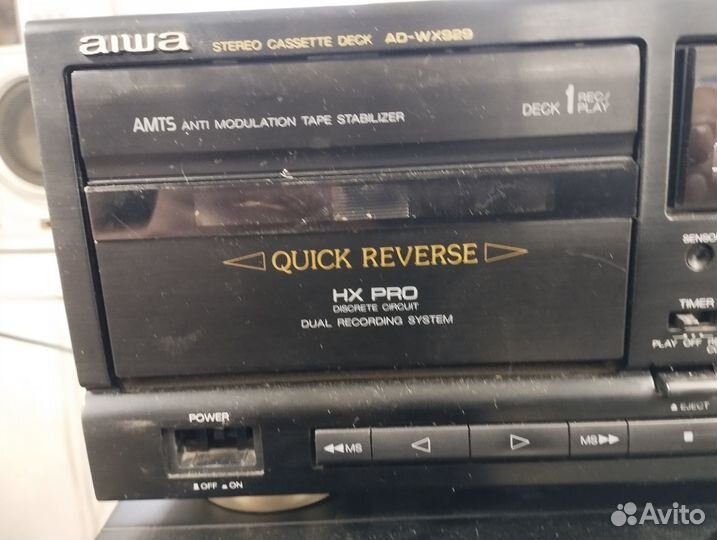 aiwa STEREO CASSETTE DECK AD-WX929
AMTS ANTI MODULATION TAPE STABILIZER
DECK 1 REC/
PLAY
QUICK REVERSE
HX PRO
DISCRETE CIRCUIT
DUAL RECORDING SYSTEM
SENSOR
TIMER
PLAY OFF
EJECT
POWER
OFF ON
MS
MS
Avito